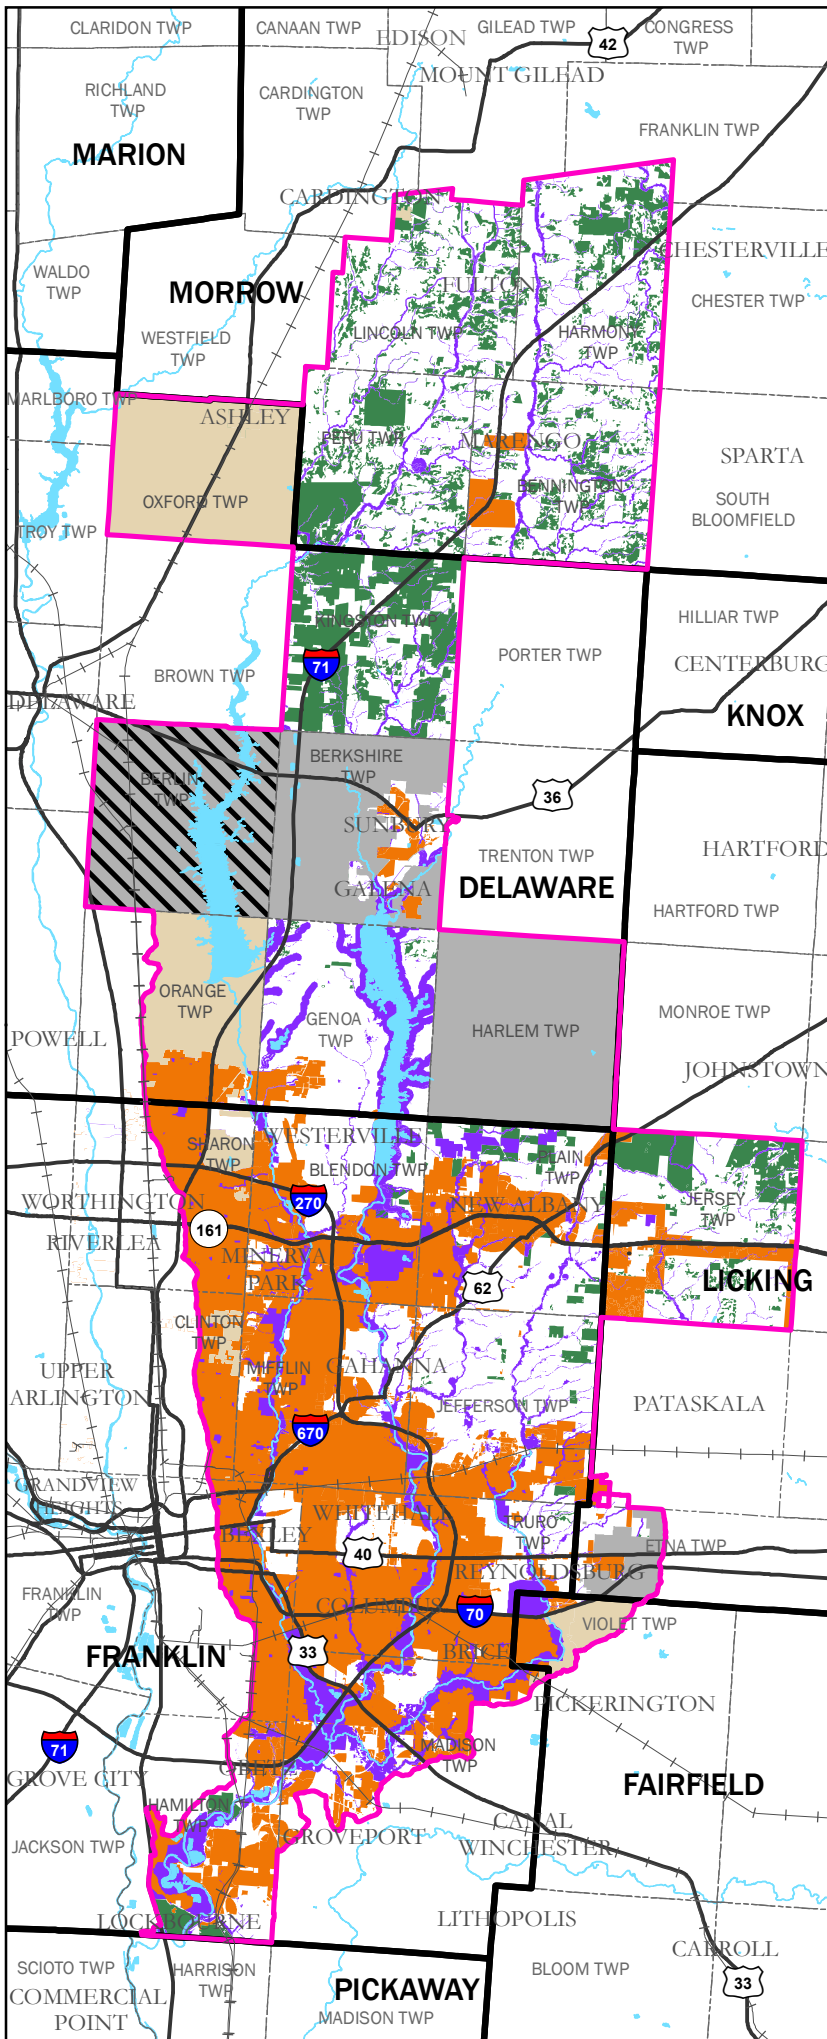 CLARIDON TWP
CANAAN TWP
GILEAD TWP
CONGRESS
TWP
EDISON
42
MOUNT GILEAD
RICHLAND
TWP
CARDINGTON
TWP
FRANKLIN TWP
MARION
CARDINGTON
CHESTERVILLE
WALDO
TWP
MORROW
FULTON
CHESTER TWP
WESTFIELD
TWP
LINCOLN TWP
HARMONY
TWP
MARLBORO TWP
ASHLEY
PERU TWP
MARENGO
SPARTA
OXFORD TWP
BENNINGTON
TWP
SOUTH
BLOOMFIELD
TROY TWP
KINGSTON TWP
HILLIAR TWP
71
PORTER TWP
CENTERBURG
BROWN TWP
DELAWARE
KNOX
BERKSHIRE
TWP
BERLIN
TWP
36
SUNBURY
TRENTON TWP
HARTFORD
GALENA
DELAWARE
HARTFORD TWP
ORANGE
TWP
GENOA
TWP
HARLEM TWP
MONROE TWP
POWELL
JOHNSTOWN
SHARON
TWP
WESTERVILLE
BLENDON TWP
PLAIN
TWP
WORTHINGTON
270
NEW ALBANY
JERSEY
TWP
161
RIVERLEA
MINERVA
PARK
62
LICKING
CLINTON
TWP
UPPER
ARLINGTON
MIFFLIN
TWP
GAHANNA
JEFFERSON TWP
PATASKALA
670
GRANDVIEW
HEIGHTS
WHITEHALL
BEXLEY
TRURO
TWP
40
ETNA TWP
REYNOLDSBURG
FRANKLIN
TWP
COLUMBUS
70
VIOLET TWP
FRANKLIN
33
BRICE
PICKERINGTON
71
OBETZ
MADISON
TWP
GROVE CITY
FAIRFIELD
HAMILTON
TWP
JACKSON TWP
GROVEPORT
CANAL
WINCHESTER
LOCKBOURNE
LITHOPOLIS
CARROLL
SCIOTO TWP
HARRISON
TWP
BLOOM TWP
33
COMMERCIAL
POINT
PICKAWAY
MADISON TWP